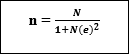 n = N / 1+N(e)²